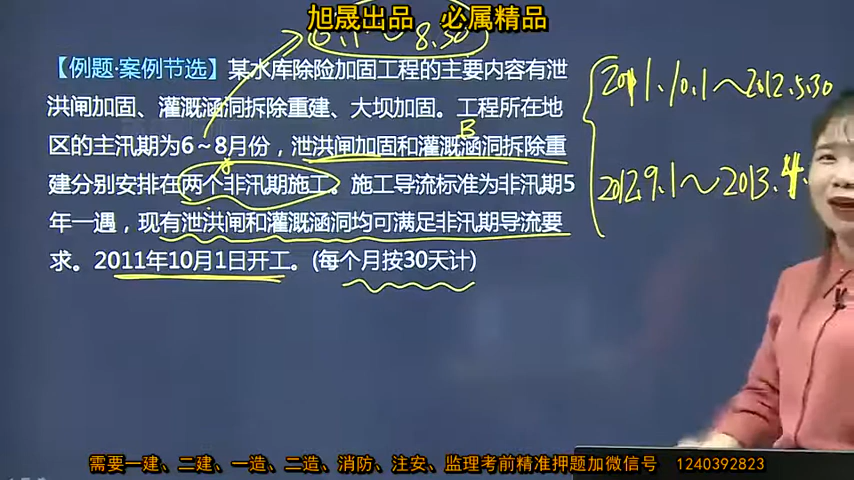 旭晟出品 必属精品
6.1～8.30
【例题·案例节选】某水库除险加固工程的主要内容有泄
洪闸加固、灌溉涵洞拆除重建、大坝加固。工程所在地
区的主汛期为6～8月份，泄洪闸加固和灌溉涵洞拆除重
建分别安排在两个非汛期施工。施工导流标准为非汛期5
年一遇，现有泄洪闸和灌溉涵洞均可满足非汛期导流要
求。2011年10月1日开工。(每个月按30天计)
B
2011.10.1～2012.5.30
2012.9.1～2013.
需要一建、二建、一造、二造、消防、注安、监理考前精准押题加微信号 1240392823